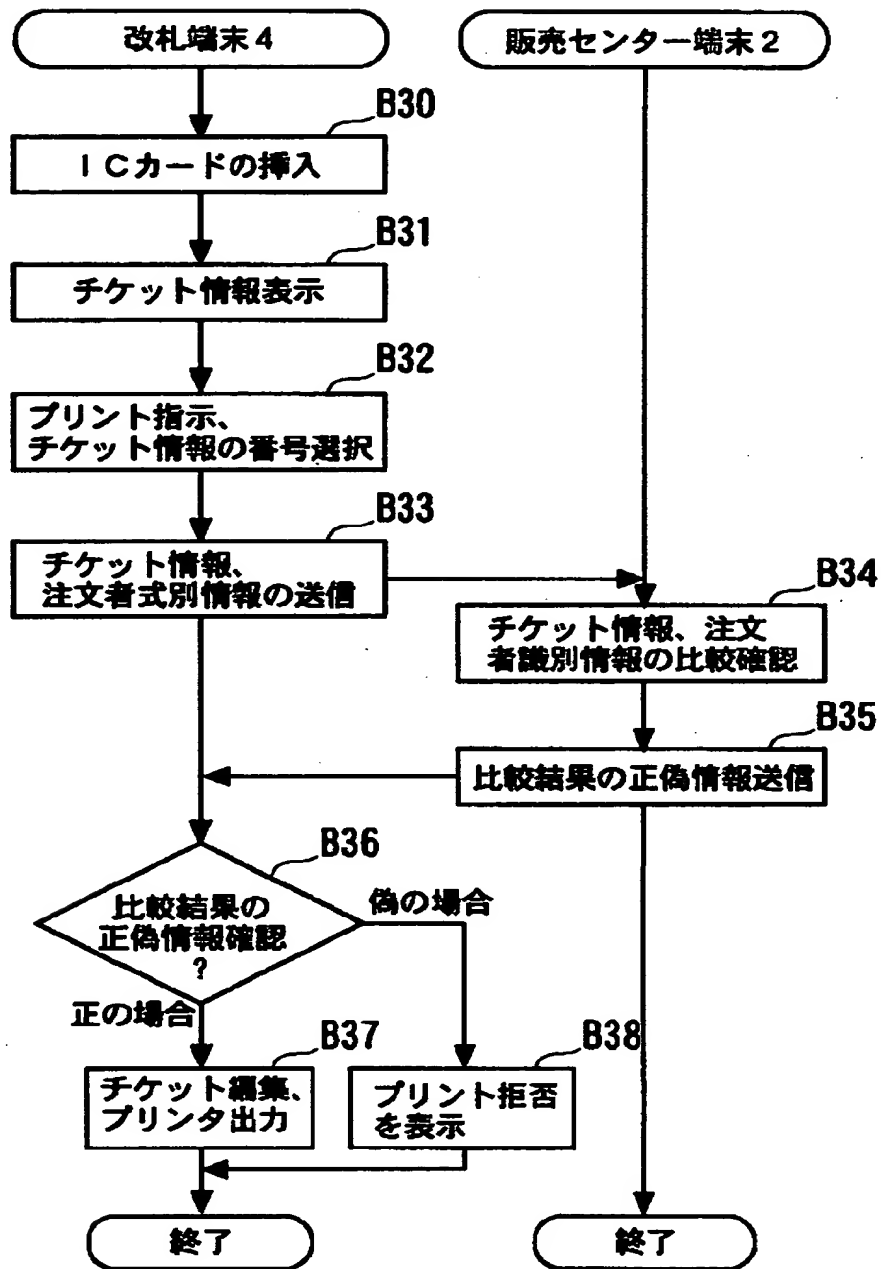 改札端末4
販売センター端末2
B30
ICカードの挿入
B31
チケット情報表示
B32
プリント指示、
チケット情報の番号選択
B33
チケット情報、
注文者式別情報の送信
B34
チケット情報、注文
者識別情報の比較確認
B35
比較結果の正偽情報送信
B36
比較結果の
正偽情報確認
?
偽の場合
正の場合
B37
チケット編集、
プリンタ出力
B38
プリント拒否
を表示
終了
終了